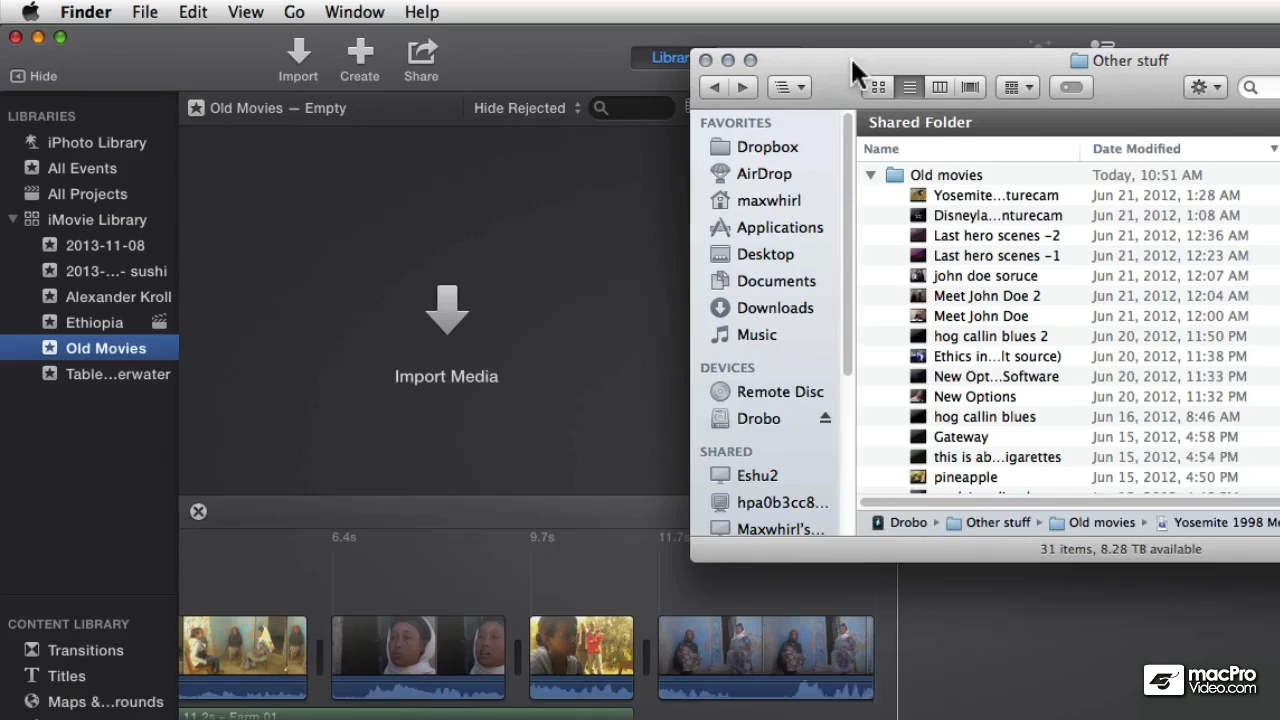 Finder File Edit View Go Window Help
Hide
Import Create Share
Librar
Other stuff
LIBRARIES
iPhoto Library
All Events
All Projects
iMovie Library
2013-11-08
2013-...- sushi
Alexander Kroll
Ethiopia
Old Movies
Table...erwater
Old Movies — Empty
Hide Rejected
Import Media
Shared Folder
FAVORITES
Dropbox
AirDrop
maxwhirl
Applications
Desktop
Documents
Downloads
Music
DEVICES
Remote Disc
Drobo
SHARED
Eshu2
hpa0b3cc8...
Maxwhirl's...
Name Date Modified
Old movies Today, 10:51 AM
Yosemite...turecam Jun 21, 2012, 1:28 AM
Disneyla...nturecam Jun 21, 2012, 1:08 AM
Last hero scenes -2 Jun 21, 2012, 12:36 AM
Last hero scenes -1 Jun 21, 2012, 12:23 AM
john doe soruce Jun 21, 2012, 12:07 AM
Meet John Doe 2 Jun 21, 2012, 12:04 AM
Meet John Doe Jun 21, 2012, 12:00 AM
hog callin blues 2 Jun 20, 2012, 11:50 PM
Ethics in...lt source) Jun 20, 2012, 11:38 PM
New Opt...Software Jun 20, 2012, 11:33 PM
New Options Jun 20, 2012, 11:32 PM
hog callin blues Jun 16, 2012, 8:46 AM
Gateway Jun 15, 2012, 4:58 PM
this is ab...igarettes Jun 15, 2012, 4:54 PM
pineapple Jun 15, 2012, 4:50 PM
Drobo Other stuff Old movies Yosemite 1998 Me
31 items, 8.28 TB available
6.4s 9.7s 11.7s
11.2s – Farm 01
CONTENT LIBRARY
Transitions
Titles
Maps &...rounds
macPro
Video.com